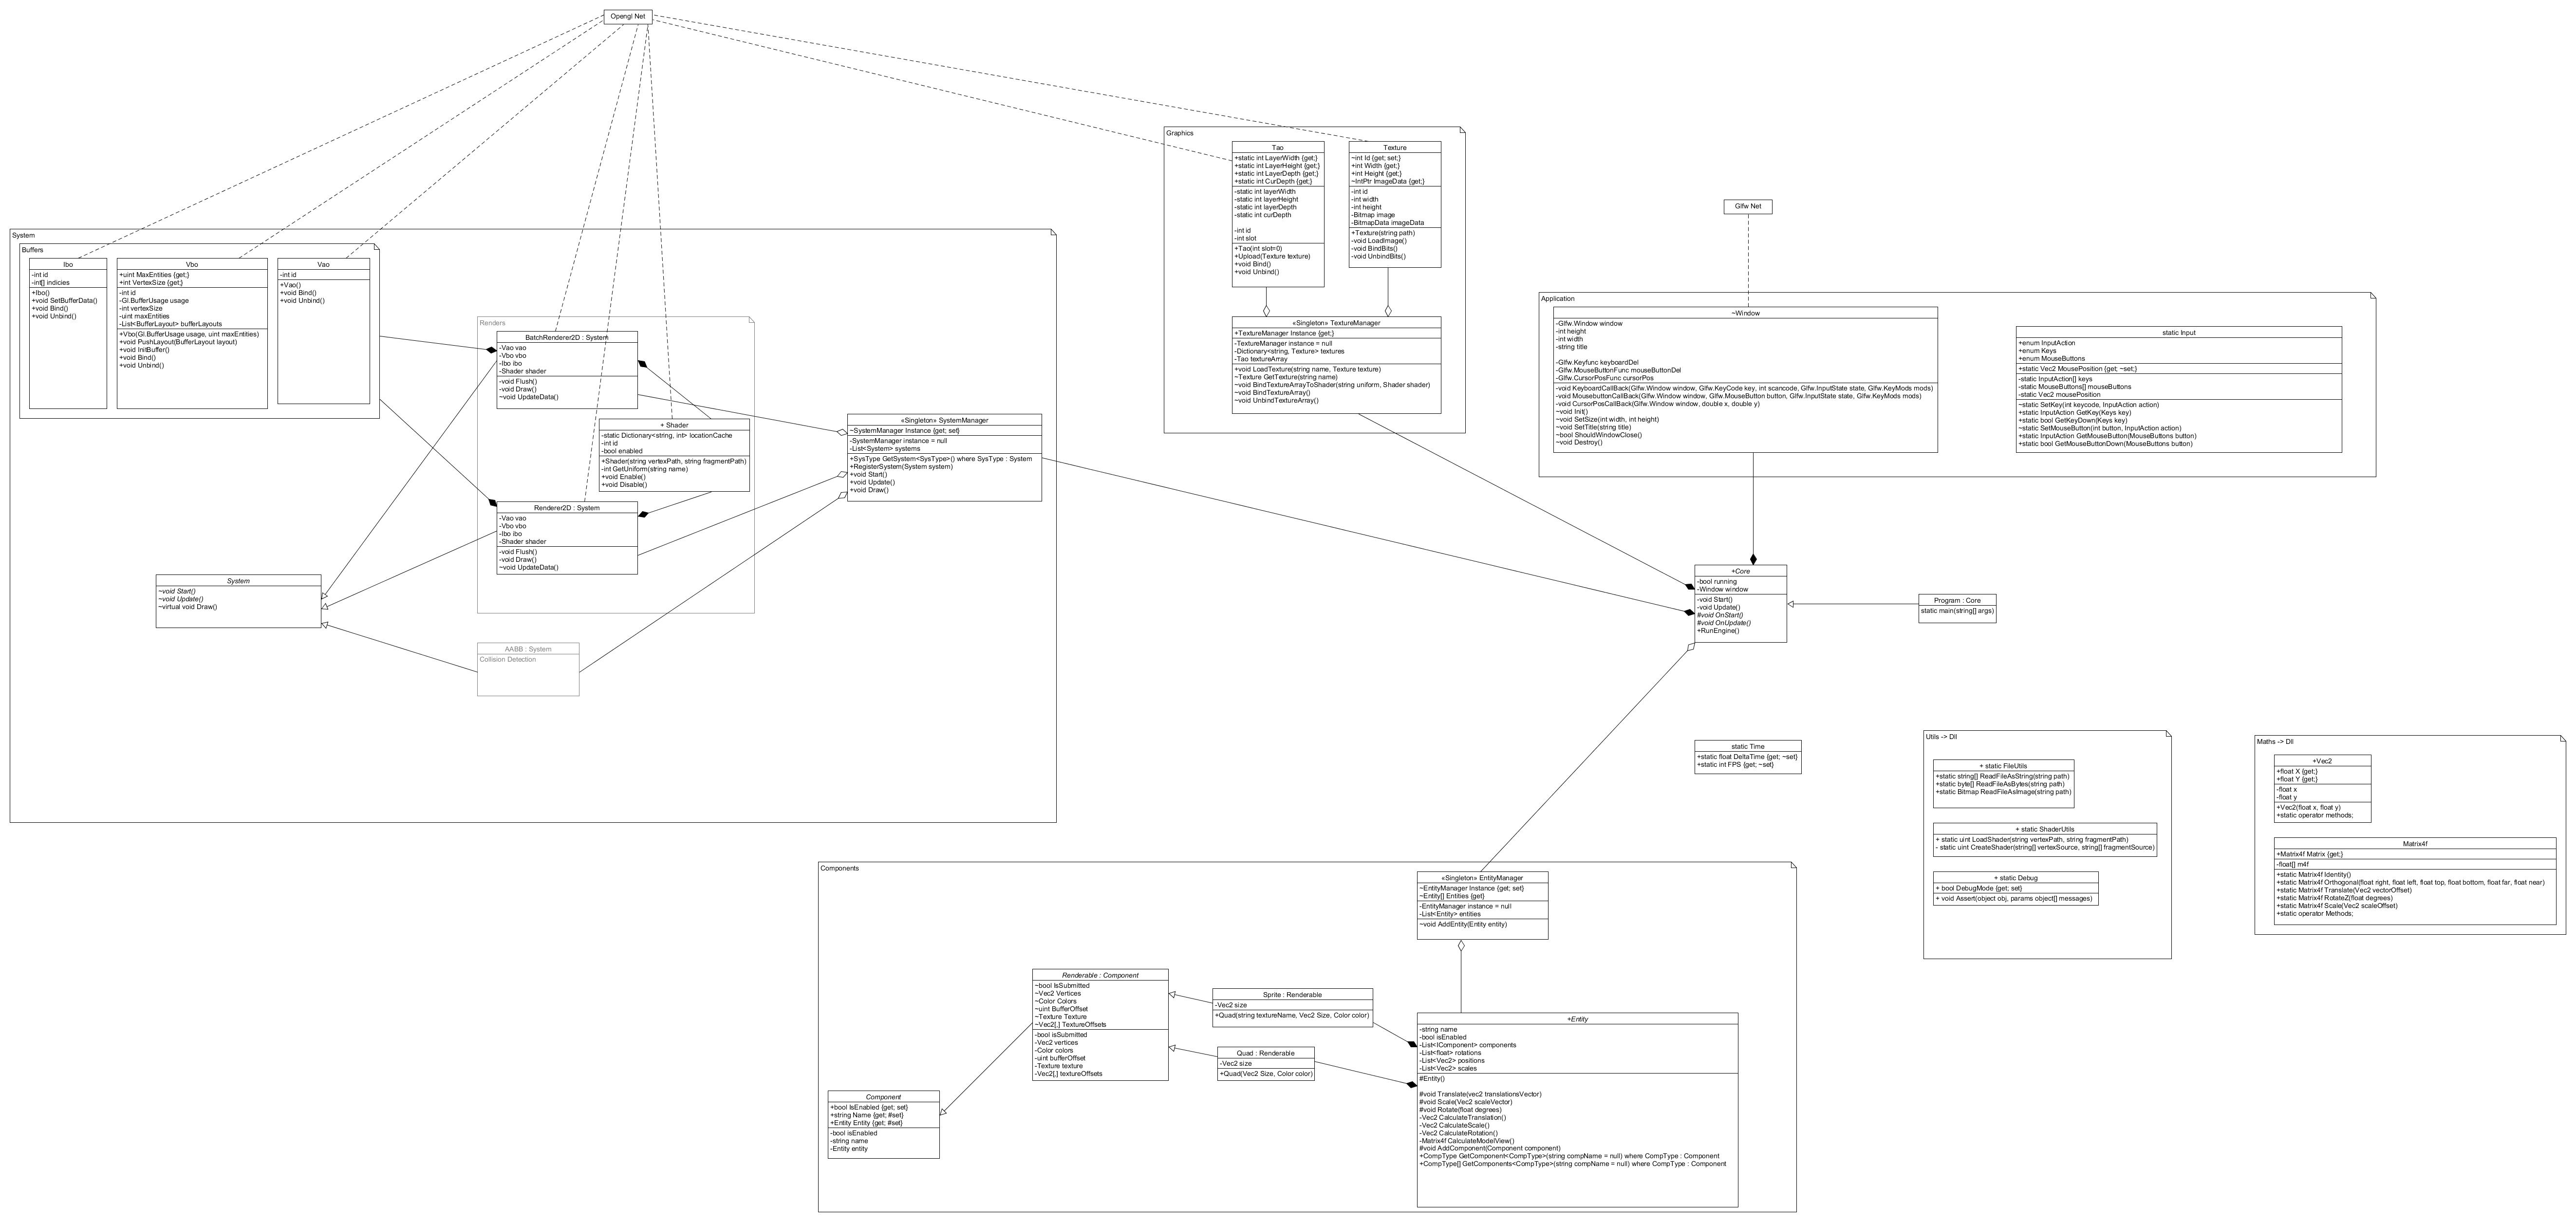 Opengl Net
Graphics
Tao
+static int LayerWidth {get;}
+static int LayerHeight {get;}
+static int LayerDepth {get;}
+static int CurDepth {get;}
-static int layerWidth
-static int layerHeight
-static int layerDepth
-static int curDepth
-int id
-int slot
+Tao(int slot=0)
+Upload(Texture texture)
+void Bind()
+void Unbind()
Texture
~int Id {get; set;}
+int Width {get;}
+int Height {get;}
~IntPtr ImageData {get;}
-int id
-int width
-int height
-Bitmap image
-BitmapData imageData
+Texture(string path)
-void LoadImage()
-void BindBits()
-void UnbindBits()
«Singleton» TextureManager
+TextureManager Instance {get;}
-TextureManager instance = null
-Dictionary<string, Texture> textures
-Tao textureArray
+void LoadTexture(string name, Texture texture)
~Texture GetTexture(string name)
~void BindTextureArrayToShader(string uniform, Shader shader)
~void BindTextureArray()
~void UnbindTextureArray()
Glfw Net
Application
~Window
-Glfw.Window window
-int height
-int width
-string title
-Glfw.Keyfunc keyboardDel
-Glfw.MouseButtonFunc mouseButtonDel
-Glfw.CursorPosFunc cursorPos
-void KeyboardCallBack(Glfw.Window window, Glfw.KeyCode key, int scancode, Glfw.InputState state, Glfw.KeyMods mods)
-void MousebuttonCallBack(Glfw.Window window, Glfw.MouseButton button, Glfw.InputState state, Glfw.KeyMods mods)
-void CursorPosCallBack(Glfw.Window window, double x, double y)
~void Init()
~void SetSize(int width, int height)
~void SetTitle(string title)
~bool ShouldWindowClose()
~void Destroy()
static Input
+enum InputAction
+enum Keys
+enum MouseButtons
+static Vec2 MousePosition {get; ~set;}
-static InputAction[] keys
-static MouseButtons[] mouseButtons
-static Vec2 mousePosition
~static SetKey(int keycode, InputAction action)
+static InputAction GetKey(Keys key)
+static bool GetKeyDown(Keys key)
~static SetMouseButton(int button, InputAction action)
+static InputAction GetMouseButton(MouseButtons button)
+static bool GetMouseButtonDown(MouseButtons button)
System
Buffers
Ibo
-int id
-int[] indicies
+Ibo()
+void SetBufferData()
+void Bind()
+void Unbind()
Vbo
+uint MaxEntities {get;}
+int VertexSize {get;}
-int id
-Gl.BufferUsage usage
-int vertexSize
-uint maxEntities
-List<BufferLayout> bufferLayouts
+Vbo(Gl.BufferUsage usage, uint maxEntities)
+void PushLayout(BufferLayout layout)
+void InitBuffer()
+void Bind()
+void Unbind()
Vao
-int id
+Vao()
+void Bind()
+void Unbind()
Renders
BatchRenderer2D : System
-Vao vao
-Vbo vbo
-Ibo ibo
-Shader shader
-void Flush()
-void Draw()
~void UpdateData()
+ Shader
-static Dictionary<string, int> locationCache
-int id
-bool enabled
+Shader(string vertexPath, string fragmentPath)
-int GetUniform(string name)
+void Enable()
+void Disable()
Renderer2D : System
-Vao vao
-Vbo vbo
-Ibo ibo
-Shader shader
-void Flush()
-void Draw()
~void UpdateData()
«Singleton» SystemManager
~SystemManager Instance {get; set}
-SystemManager instance = null
-List<System> systems
+SysType GetSystem<SysType>() where SysType : System
+RegisterSystem(System system)
+void Start()
+void Update()
+void Draw()
System
~void Start()
~void Update()
~virtual void Draw()
AABB : System
Collision Detection
+Core
-bool running
-Window window
-void Start()
-void Update()
#void OnStart()
#void OnUpdate()
+RunEngine()
Program : Core
static main(string[] args)
static Time
+static float DeltaTime {get; ~set}
+static int FPS {get; ~set}
Utils -> Dll
+ static FileUtils
+static string[] ReadFileAsString(string path)
+static byte[] ReadFileAsBytes(string path)
+static Bitmap ReadFileAsImage(string path)
+ static ShaderUtils
+ static uint LoadShader(string vertexPath, string fragmentPath)
- static uint CreateShader(string[] vertexSource, string[] fragmentSource)
+ static Debug
+ bool DebugMode {get; set}
+ void Assert(object obj, params object[] messages)
Maths -> Dll
+Vec2
+float X {get;}
+float Y {get;}
-float x
-float y
+Vec2(float x, float y)
+static operator methods;
Matrix4f
+Matrix4f Matrix {get;}
-float[] m4f
+static Matrix4f Identity()
+static Matrix4f Orthogonal(float right, float left, float top, float bottom, float far, float near)
+static Matrix4f Translate(Vec2 vectorOffset)
+static Matrix4f RotateZ(float degrees)
+static Matrix4f Scale(Vec2 scaleOffset)
+static operator Methods;
Components
«Singleton» EntityManager
~EntityManager Instance {get; set}
~Entity[] Entities {get}
-EntityManager instance = null
-List<Entity> entities
~void AddEntity(Entity entity)
Renderable : Component
~bool IsSubmitted
~Vec2 Vertices
~Color Colors
~uint BufferOffset
~Texture Texture
~Vec2[,] TextureOffsets
-bool isSubmitted
-Vec2 vertices
-Color colors
-uint bufferOffset
-Texture texture
-Vec2[,] textureOffsets
Sprite : Renderable
-Vec2 size
+Quad(string textureName, Vec2 Size, Color color)
Quad : Renderable
-Vec2 size
+Quad(Vec2 Size, Color color)
Component
+bool IsEnabled {get; set}
+string Name {get; #set}
+Entity Entity {get; #set}
-bool isEnabled
-string name
-Entity entity
+Entity
-string name
-bool isEnabled
-List<IComponent> components
-List<float> rotations
-List<Vec2> positions
-List<Vec2> scales
#Entity()
#void Translate(vec2 translationsVector)
#void Scale(Vec2 scaleVector)
#void Rotate(float degrees)
-Vec2 CalculateTranslation()
-Vec2 CalculateScale()
-Vec2 CalculateRotation()
-Matrix4f CalculateModelView()
#void AddComponent(Component component)
+CompType GetComponent<CompType>(string compName = null) where CompType : Component
+CompType[] GetComponents<CompType>(string compName = null) where CompType : Component